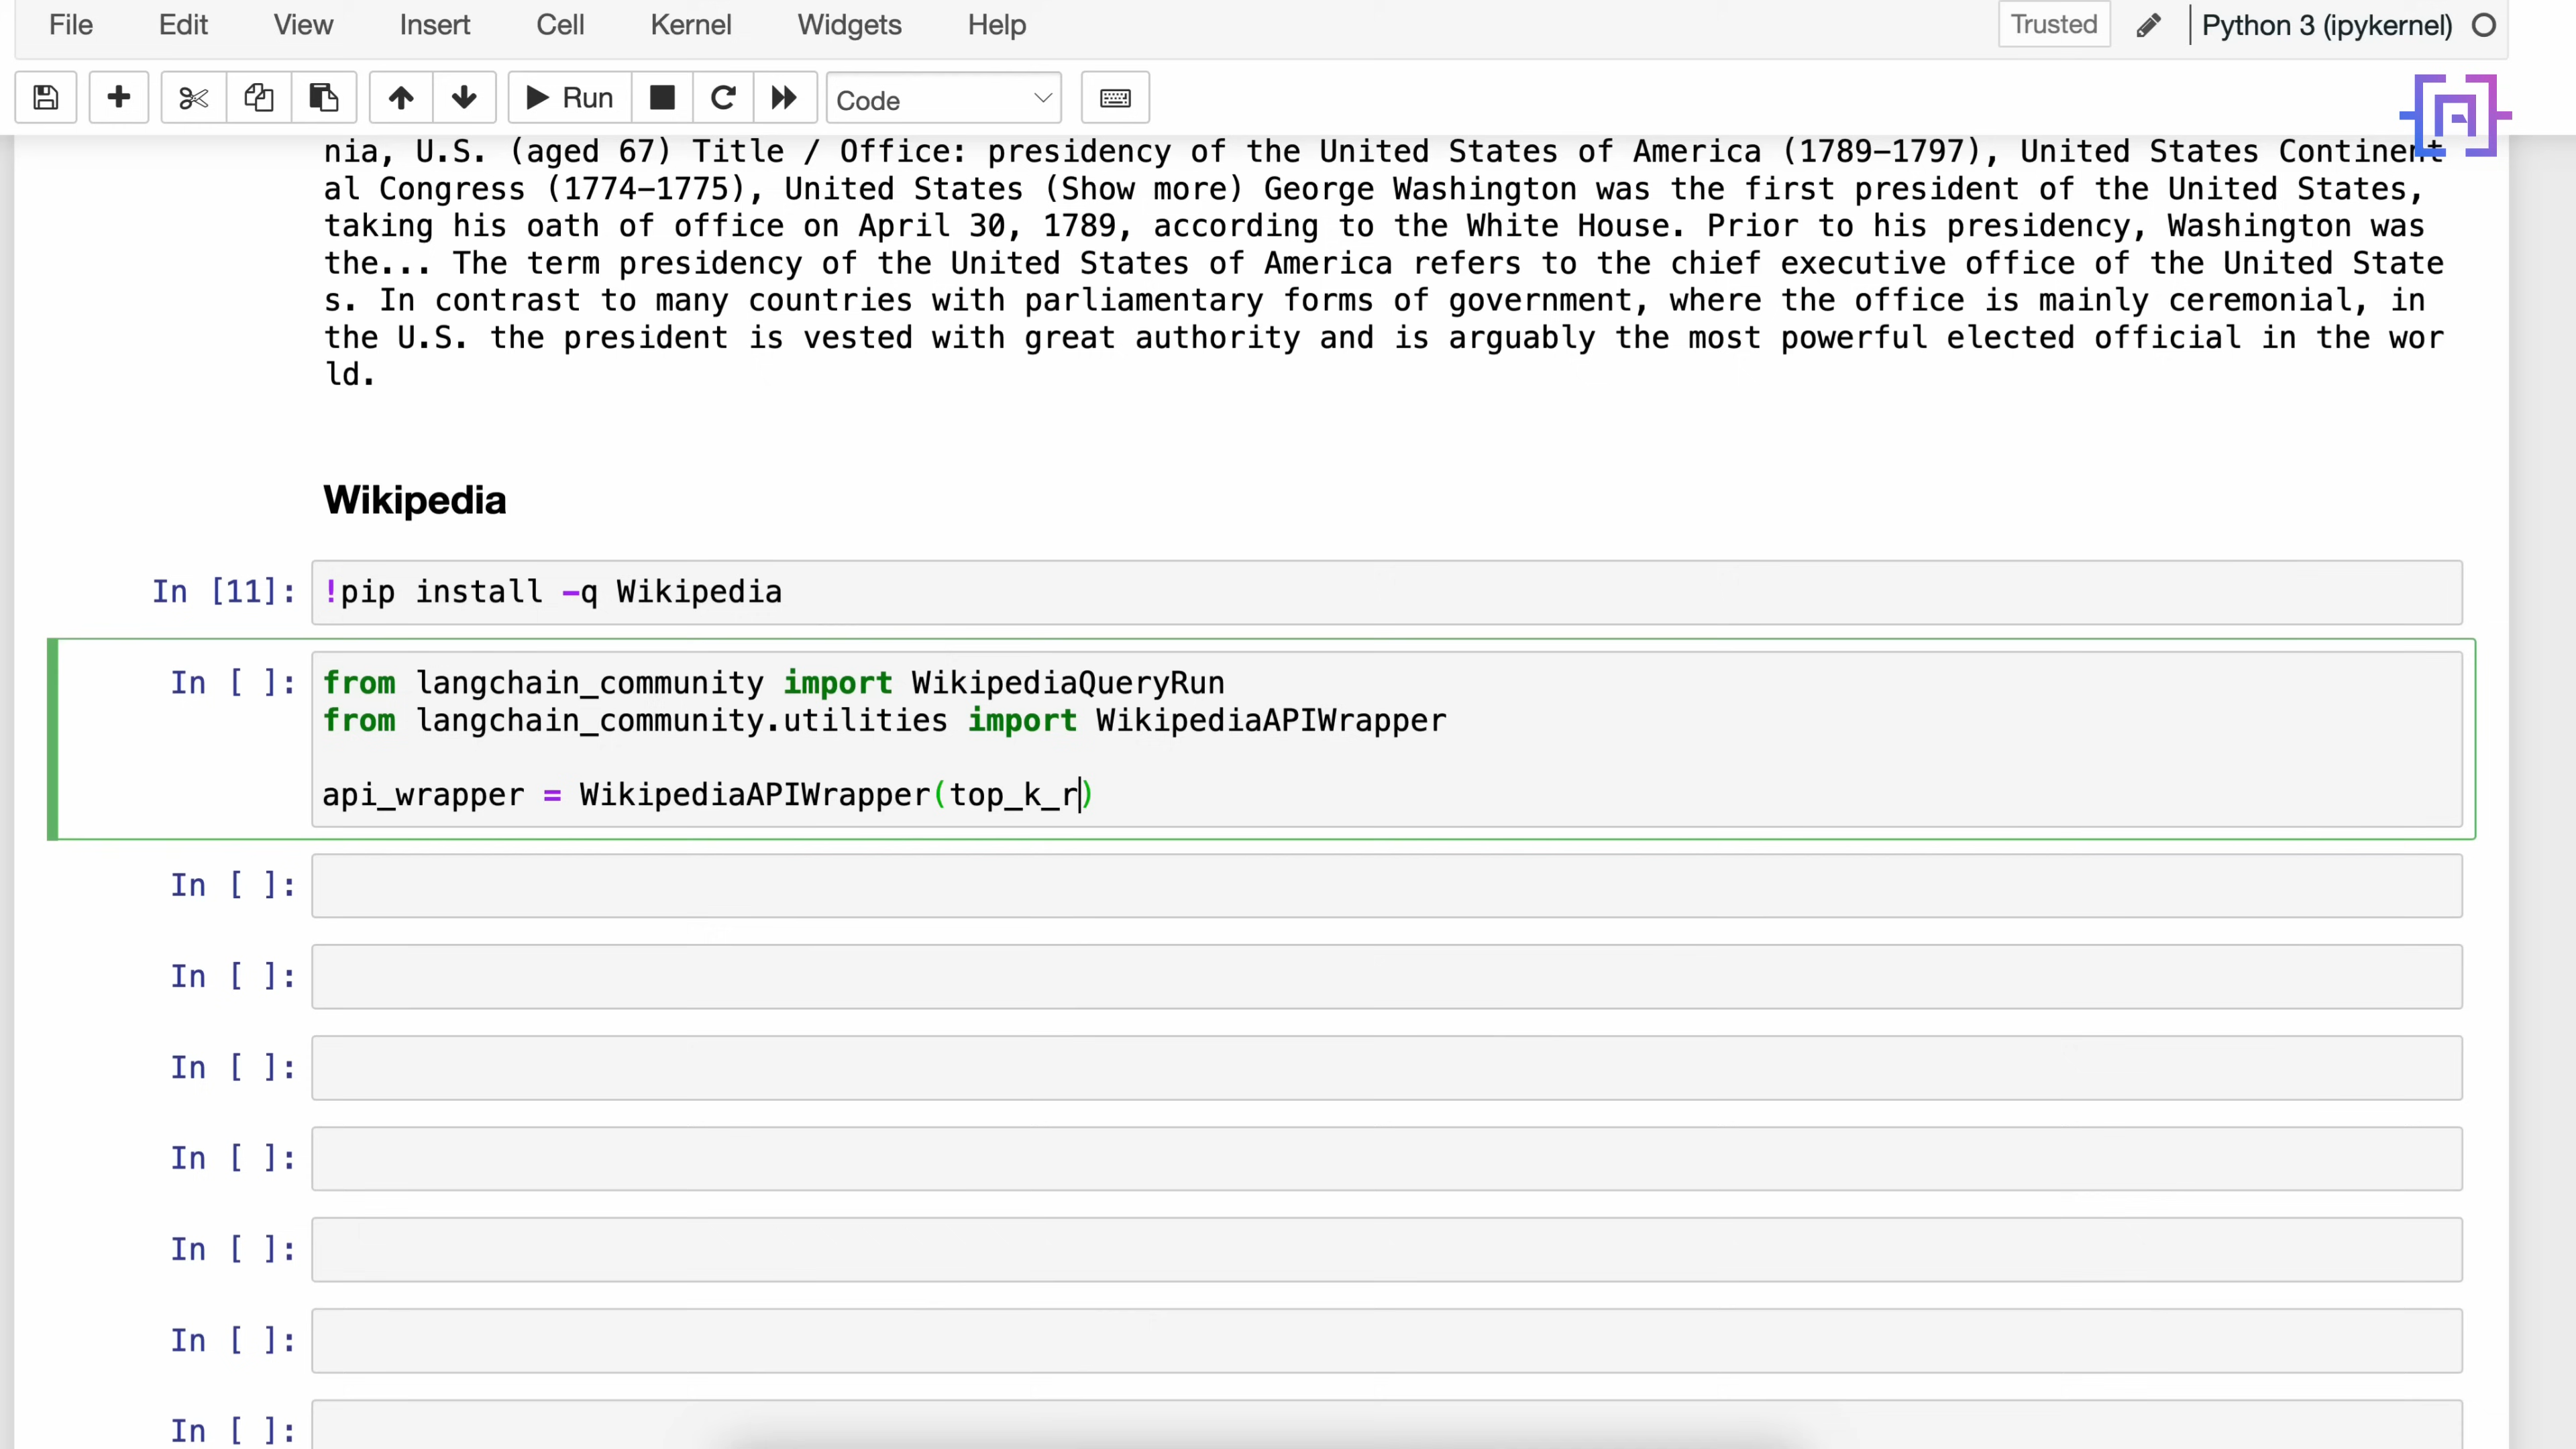 File Edit View Insert Cell Kernel Widgets Help Trusted Python 3 (ipykernel)
Run Code
nia, U.S. (aged 67) Title / Office: presidency of the United States of America (1789-1797), United States Continent
al Congress (1774-1775), United States (Show more) George Washington was the first president of the United States,
taking his oath of office on April 30, 1789, according to the White House. Prior to his presidency, Washington was
the... The term presidency of the United States of America refers to the chief executive office of the United State
s. In contrast to many countries with parliamentary forms of government, where the office is mainly ceremonial, in
the U.S. the president is vested with great authority and is arguably the most powerful elected official in the wor
ld.
Wikipedia
In [11]: !pip install -q Wikipedia
In [ ]: from langchain_community import WikipediaQueryRun
from langchain_community.utilities import WikipediaAPIWrapper
api_wrapper = WikipediaAPIWrapper(top_k_r)
In [ ]:
In [ ]:
In [ ]:
In [ ]:
In [ ]:
In [ ]:
In [ ]: